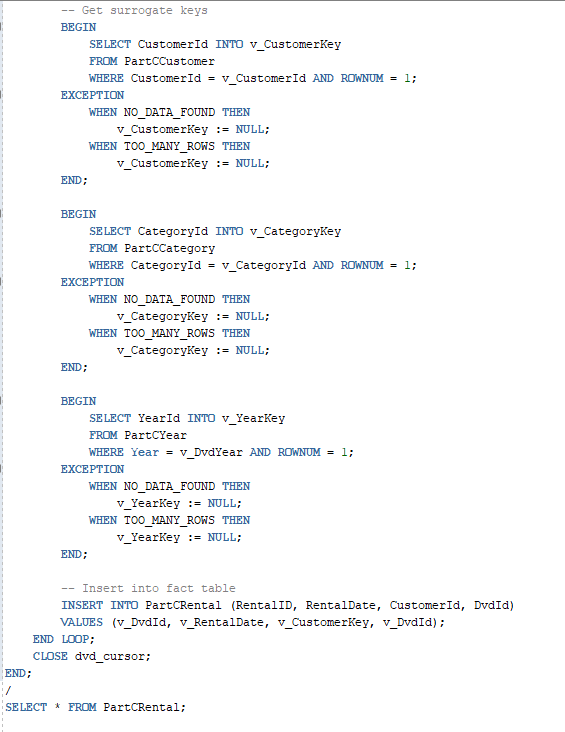 -- Get surrogate keys
BEGIN
SELECT CustomerId INTO v_CustomerKey
FROM PartCCustomer
WHERE CustomerId = v_CustomerId AND ROWNUM = 1;
EXCEPTION
WHEN NO_DATA_FOUND THEN
v_CustomerKey := NULL;
WHEN TOO_MANY_ROWS THEN
v_CustomerKey := NULL;
END;
BEGIN
SELECT CategoryId INTO v_CategoryKey
FROM PartCCategory
WHERE CategoryId = v_CategoryId AND ROWNUM = 1;
EXCEPTION
WHEN NO_DATA_FOUND THEN
v_CategoryKey := NULL;
WHEN TOO_MANY_ROWS THEN
v_CategoryKey := NULL;
END;
BEGIN
SELECT YearId INTO v_YearKey
FROM PartCYear
WHERE Year = v_DvdYear AND ROWNUM = 1;
EXCEPTION
WHEN NO_DATA_FOUND THEN
v_YearKey := NULL;
WHEN TOO_MANY_ROWS THEN
v_YearKey := NULL;
END;
-- Insert into fact table
INSERT INTO PartCRental (RentalID, RentalDate, CustomerId, DvdId)
VALUES (v_DvdId, v_RentalDate, v_CustomerKey, v_DvdId);
END LOOP;
CLOSE dvd_cursor;
END;
/
SELECT * FROM PartCRental;